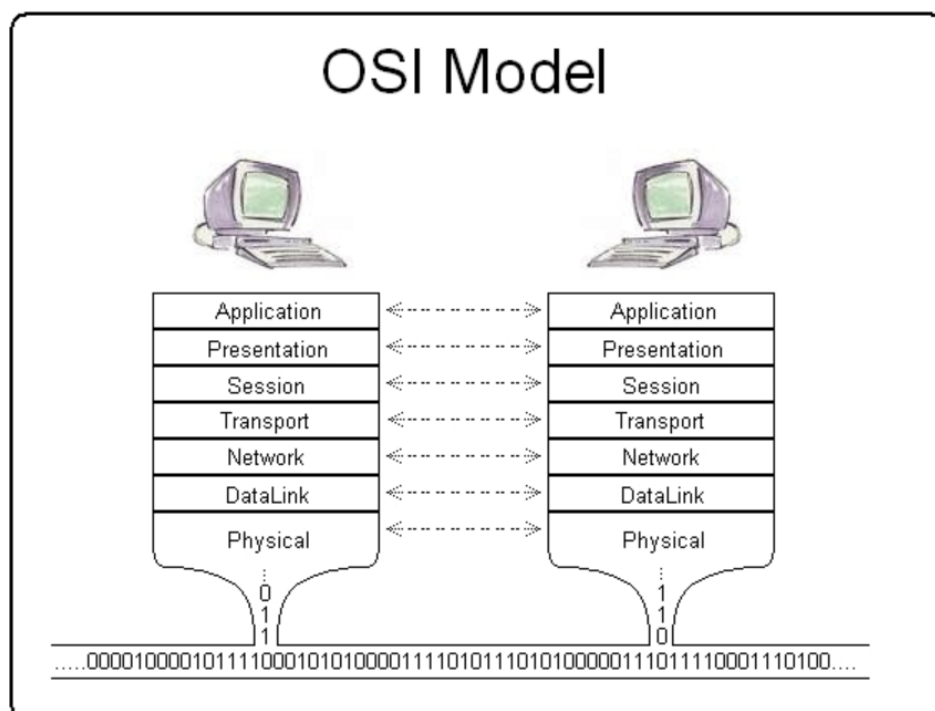 OSI Model
Application Application
Presentation Presentation
Session Session
Transport Transport
Network Network
DataLink DataLink
Physical Physical
: :
0 1
1 1
1 0
.....00001000010111100010101000011110101110101000001110111100011110100....